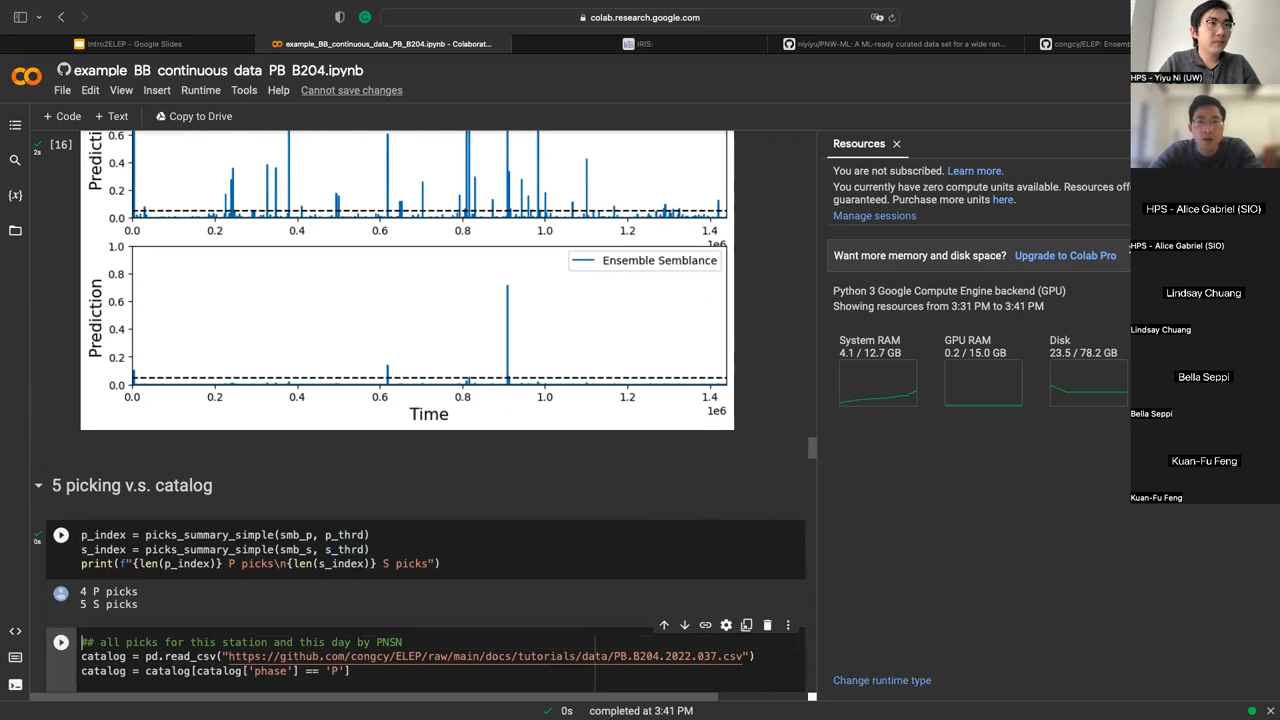 colab.research.google.com
Intro2ELEP - Google Slides
example_BB_continuous_data_PB_B204.ipynb - Colaborat...
IRIS:
niyiyu/PNW-ML: A ML-ready curated data set for a wide ran...
congcy/ELEP: Ensemb
HPS - Yiyu Ni (UW)
example BB continuous data PB B204.ipynb
File Edit View Insert Runtime Tools Help Cannot save changes
+ Code + Text Copy to Drive
Resources
[16]
2s
Predicti
0.6
0.4
0.2
0.0
0.0 0.2 0.4 0.6 0.8 1.0 1.2 1.4
1e6
Ensemble Semblance
Prediction
1.0
0.8
0.6
0.4
0.2
0.0
0.0 0.2 0.4 0.6 0.8 1.0 1.2 1.4
1e6
Time
5 picking v.s. catalog
0s
p_index = picks_summary_simple(smb_p, p_thrd)
s_index = picks_summary_simple(smb_s, s_thrd)
print(f"{len(p_index)} P picks\n{len(s_index)} S picks")
4 P picks
5 S picks
## all picks for this station and this day by PNSN
catalog = pd.read_csv("https://github.com/congcy/ELEP/raw/main/docs/tutorials/data/PB.B204.2022.037.csv")
catalog = catalog[catalog['phase'] == 'P']
You are not subscribed. Learn more.
You currently have zero compute units available. Resources off
guaranteed. Purchase more units here.
Manage sessions
Want more memory and disk space? Upgrade to Colab Pro
Python 3 Google Compute Engine backend (GPU)
Showing resources from 3:31 PM to 3:41 PM
System RAM
4.1 / 12.7 GB
GPU RAM
0.2 / 15.0 GB
Disk
23.5 / 78.2 GB
Change runtime type
0s completed at 3:41 PM
HPS - Alice Gabriel (SIO)
HPS - Alice Gabriel (SIO)
Lindsay Chuang
Lindsay Chuang
Bella Seppi
Bella Seppi
Kuan-Fu Feng
Kuan-Fu Feng